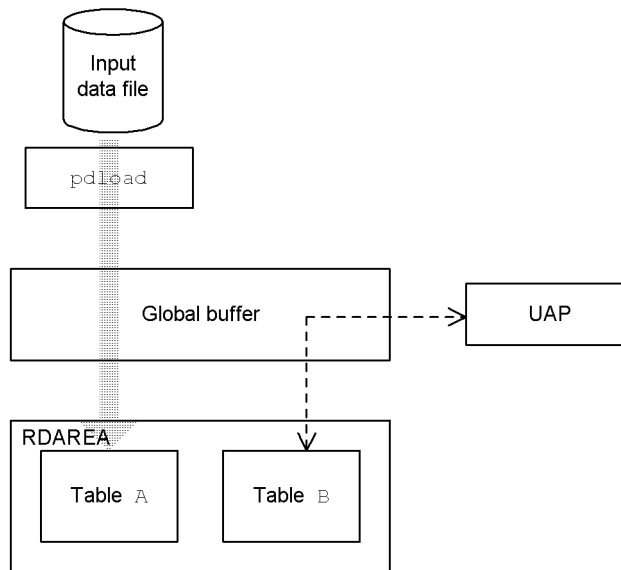 Input
data file
pdload
Global buffer
UAP
RDAREA
Table A
Table B